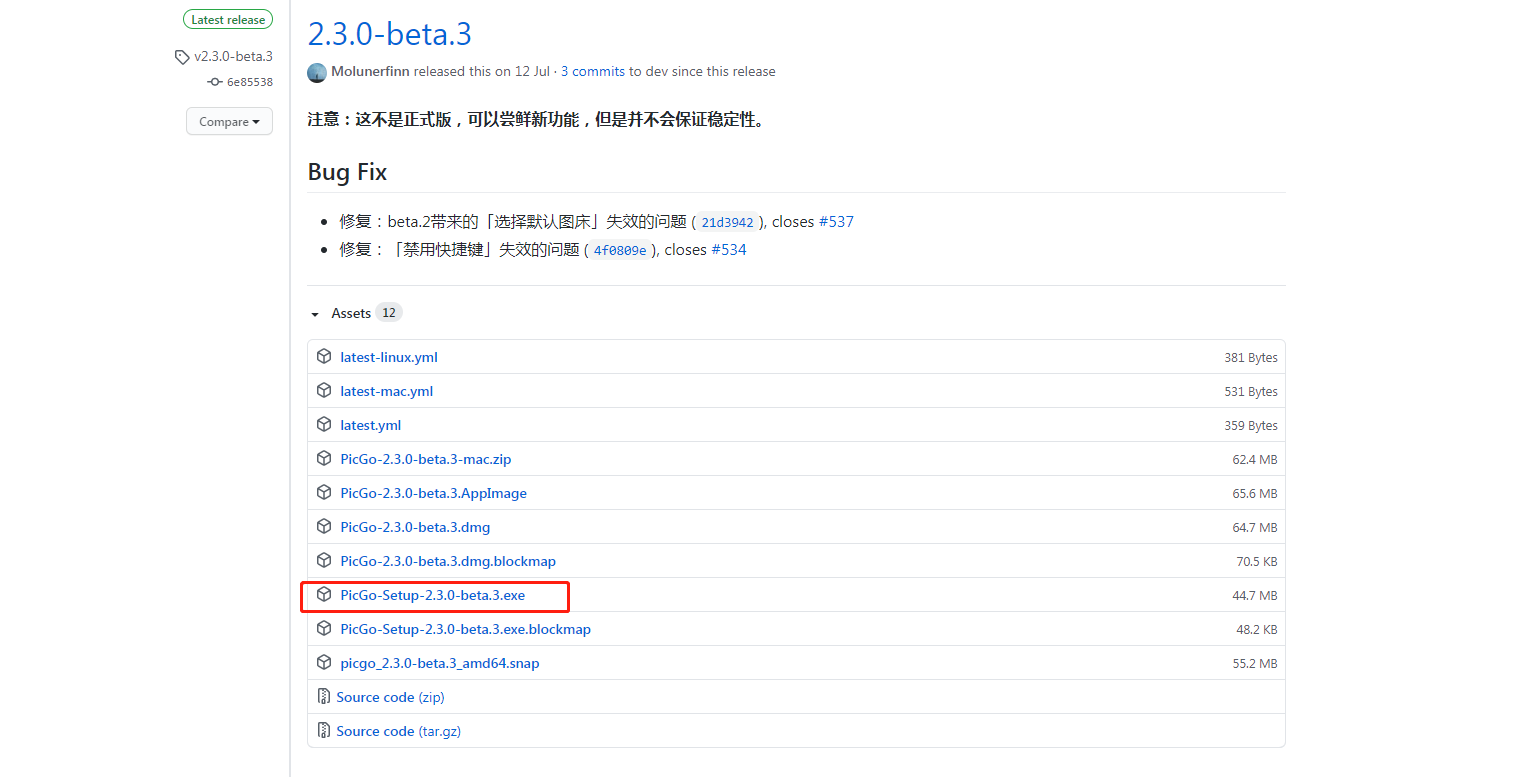 Latest release
v2.3.0-beta.3
6e85538
Compare
2.3.0-beta.3
Molunerfinn released this on 12 Jul · 3 commits to dev since this release
注意：这不是正式版，可以尝鲜新功能，但是并不会保证稳定性。
Bug Fix
修复：beta.2带来的「选择默认图床」失效的问题 ( 21d3942 ), closes #537
修复：「禁用快捷键」失效的问题 ( 4f0809e ), closes #534
Assets 12
latest-linux.yml 381 Bytes
latest-mac.yml 531 Bytes
latest.yml 359 Bytes
PicGo-2.3.0-beta.3-mac.zip 62.4 MB
PicGo-2.3.0-beta.3.AppImage 65.6 MB
PicGo-2.3.0-beta.3.dmg 64.7 MB
PicGo-2.3.0-beta.3.dmg.blockmap 70.5 KB
PicGo-Setup-2.3.0-beta.3.exe 44.7 MB
PicGo-Setup-2.3.0-beta.3.exe.blockmap 48.2 KB
picgo_2.3.0-beta.3_amd64.snap 55.2 MB
Source code (zip)
Source code (tar.gz)